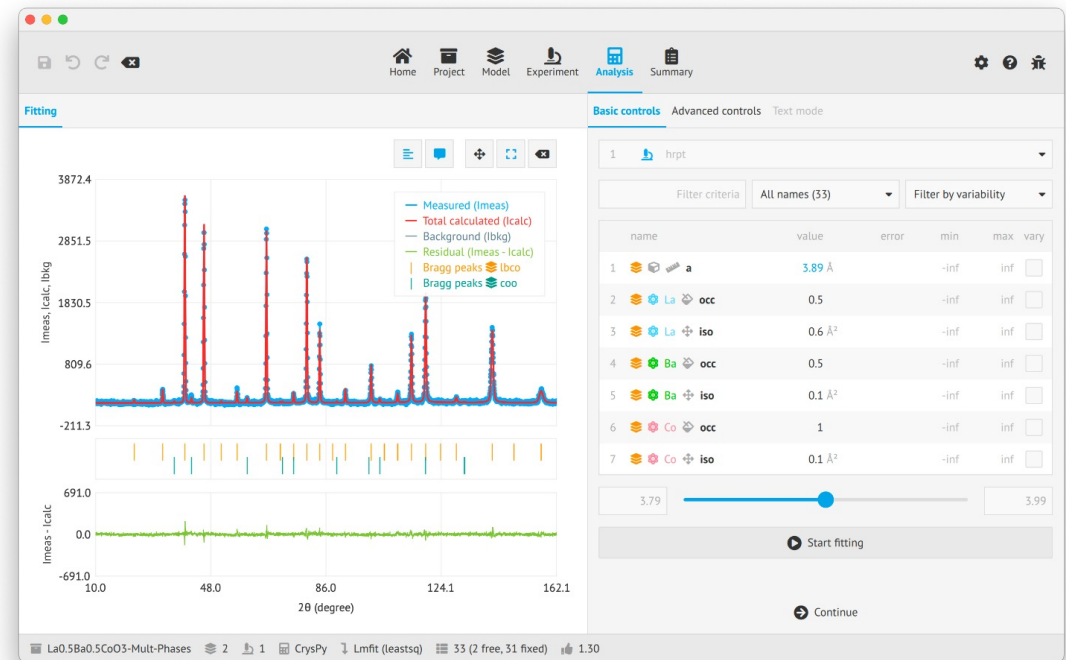 Home Project Model Experiment Analysis Summary
Fitting
Basic controls Advanced controls Text mode
1 hrpt
Filter criteria All names (33) Filter by variability
name value error min max vary
1 a 3.89 Å -inf inf
2 La occ 0.5 -inf inf
3 La iso 0.6 Å² -inf inf
4 Ba occ 0.5 -inf inf
5 Ba iso 0.1 Å² -inf inf
6 Co occ 1 -inf inf
7 Co iso 0.1 Å² -inf inf
3.79 3.99
Start fitting
Continue
3872.4
2851.5
1830.5
809.6
-211.3
Imeas, Icalc, Ibkg
Measured (Imeas)
Total calculated (Icalc)
Background (Ibkg)
Residual (Imeas - Icalc)
Bragg peaks lbco
Bragg peaks coo
691.0
0.0
-691.0
Imeas - Icalc
10.0 48.0 86.0 124.1 162.1
2θ (degree)
La0.5Ba0.5CoO3-Mult-Phases 2 1 CrysPy Lmfit (leastsq) 33 (2 free, 31 fixed) 1.30